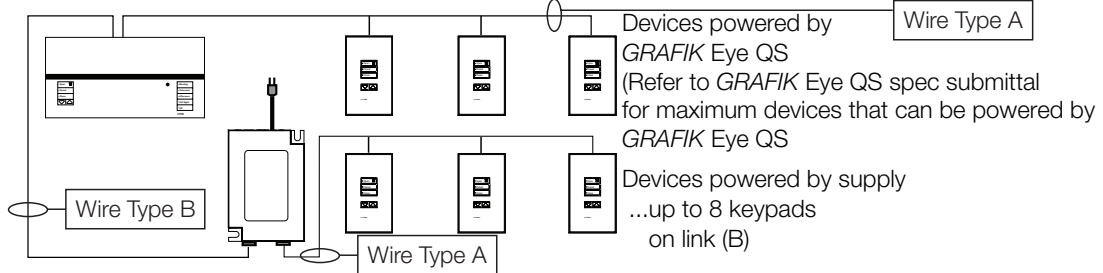 Wire Type A
Devices powered by
GRAFIK Eye QS
(Refer to GRAFIK Eye QS spec submittal
for maximum devices that can be powered by
GRAFIK Eye QS
Devices powered by supply
...up to 8 keypads
on link (B)
Wire Type B
Wire Type A